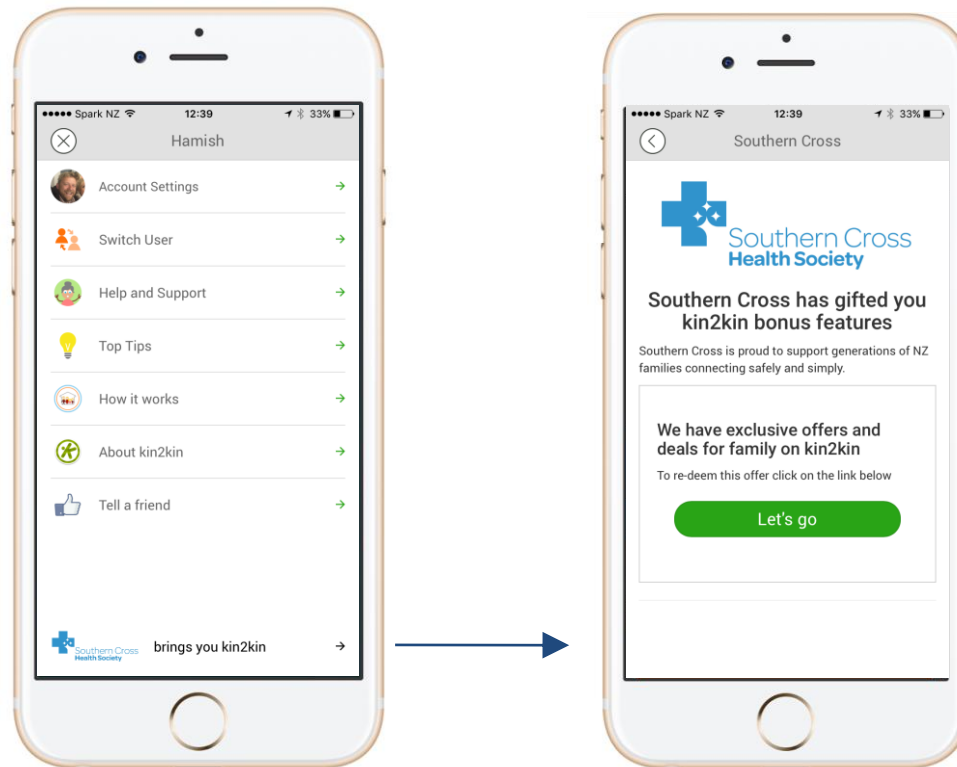 Spark NZ 12:39 33%
Hamish
Account Settings
Switch User
Help and Support
Top Tips
How it works
About kin2kin
Tell a friend
Southern Cross
Health Society
brings you kin2kin
Spark NZ 12:39 33%
Southern Cross
Southern Cross
Health Society
Southern Cross has gifted you
kin2kin bonus features
Southern Cross is proud to support generations of NZ
families connecting safely and simply.
We have exclusive offers and
deals for family on kin2kin
To re-deem this offer click on the link below
Let's go